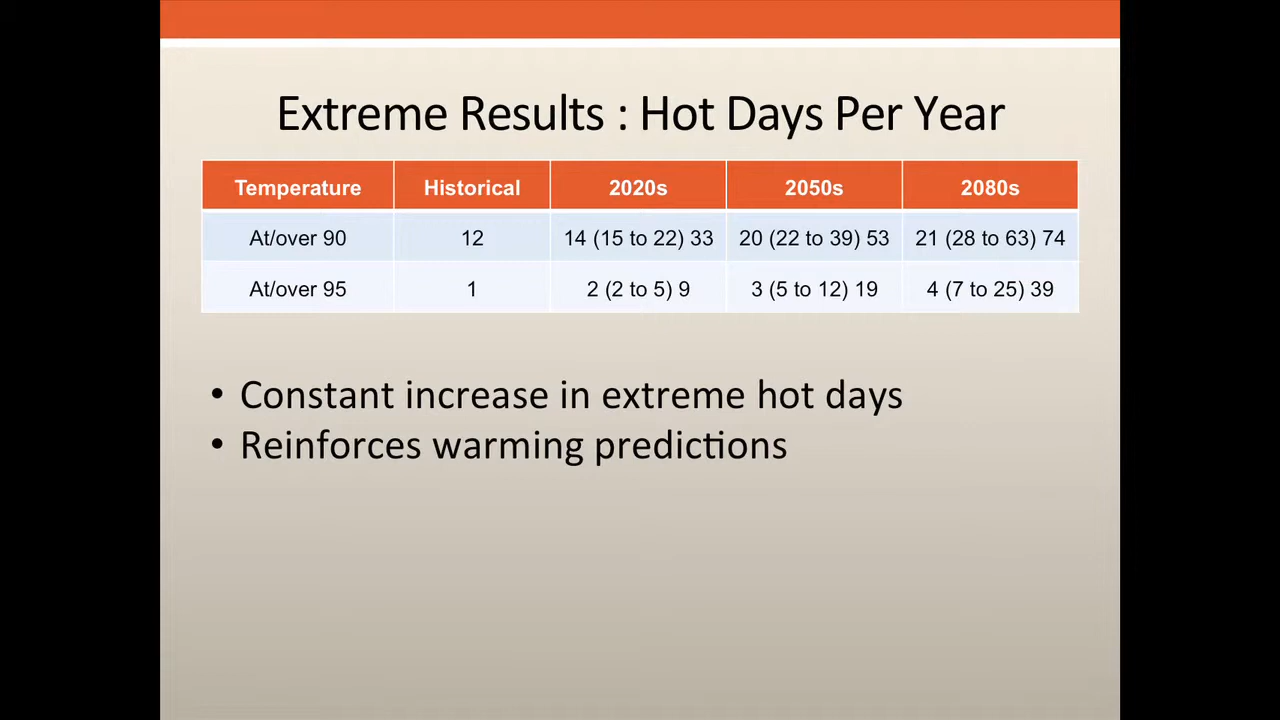 Extreme Results : Hot Days Per Year
Temperature Historical 2020s 2050s 2080s
At/over 90 12 14 (15 to 22) 33 20 (22 to 39) 53 21 (28 to 63) 74
At/over 95 1 2 (2 to 5) 9 3 (5 to 12) 19 4 (7 to 25) 39
• Constant increase in extreme hot days
• Reinforces warming predictions